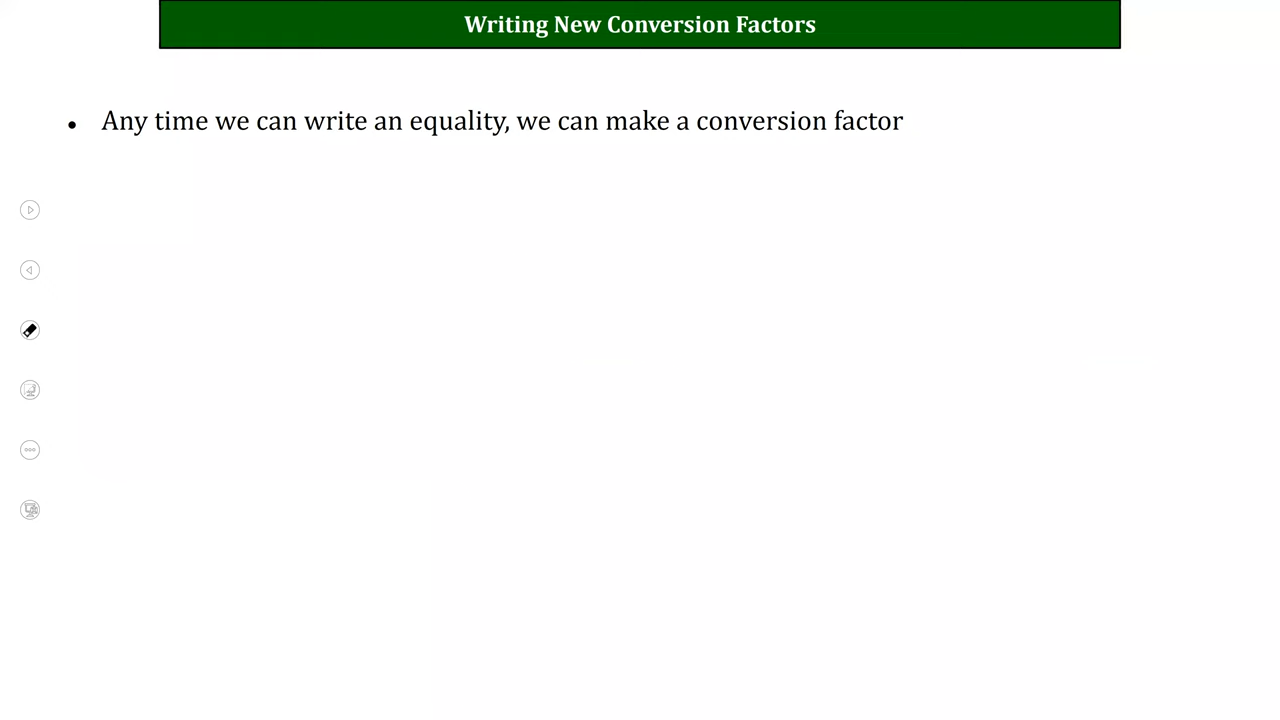 Writing New Conversion Factors
• Any time we can write an equality, we can make a conversion factor